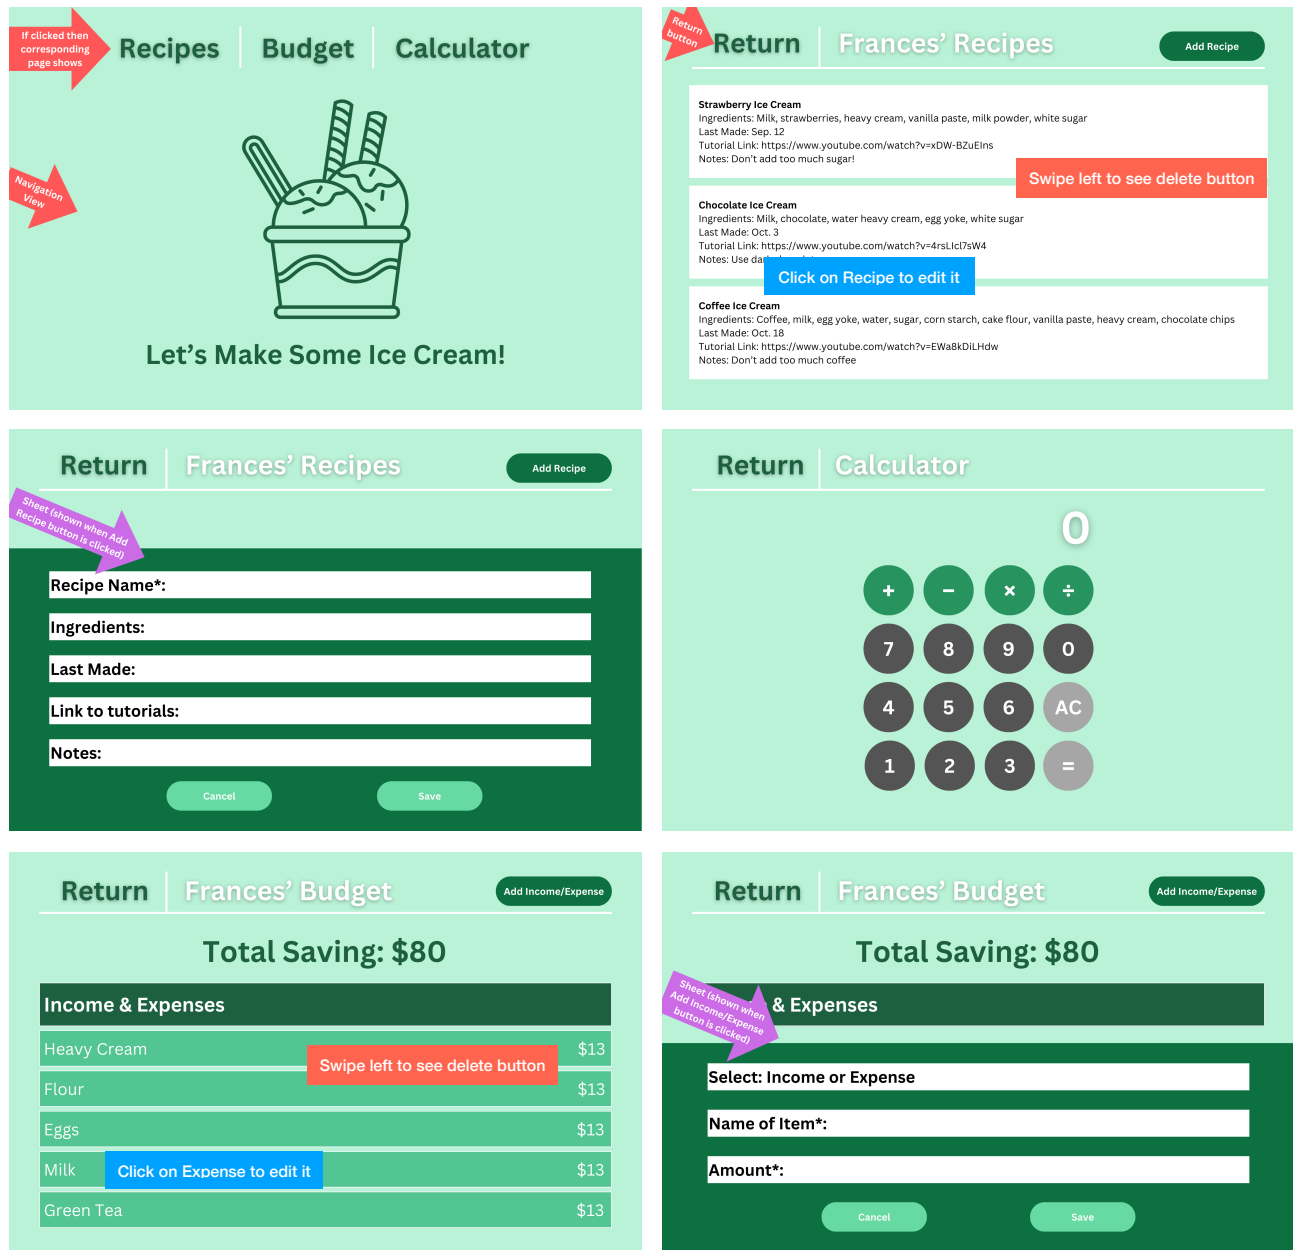 If clicked then
corresponding
page shows
Recipes
Budget
Calculator
Navigation
View
Let's Make Some Ice Cream!
Return
button
Return
Frances' Recipes
Add Recipe
Strawberry Ice Cream
Ingredients: Milk, strawberries, heavy cream, vanilla paste, milk powder, white sugar
Last Made: Sep. 12
Tutorial Link: https://www.youtube.com/watch?v=xDW-BZuEIns
Notes: Don't add too much sugar!
Swipe left to see delete button
Chocolate Ice Cream
Ingredients: Milk, chocolate, water heavy cream, egg yoke, white sugar
Last Made: Oct. 3
Tutorial Link: https://www.youtube.com/watch?v=4rsLIcl7sW4
Notes: Use
Click on Recipe to edit it
Coffee Ice Cream
Ingredients: Coffee, milk, egg yoke, water, sugar, corn starch, cake flour, vanilla paste, heavy cream, chocolate chips
Last Made: Oct. 18
Tutorial Link: https://www.youtube.com/watch?v=EWa8kDiLHdw
Notes: Don't add too much coffee
Return
Frances' Recipes
Add Recipe
Sheet (shown when Add
Recipe button is clicked)
Recipe Name*:
Ingredients:
Last Made:
Link to tutorials:
Notes:
Cancel
Save
Return
Calculator
0
+ − × ÷
7 8 9 0
4 5 6 AC
1 2 3 =
Return
Frances' Budget
Add Income/Expense
Total Saving: $80
Income & Expenses
Heavy Cream $13
Swipe left to see delete button
Flour $13
Eggs $13
Milk $13
Click on Expense to edit it
Green Tea $13
Return
Frances' Budget
Add Income/Expense
Total Saving: $80
Sheet (shown when
Add Income/Expense
button is clicked)
& Expenses
Select: Income or Expense
Name of Item*:
Amount*:
Cancel
Save